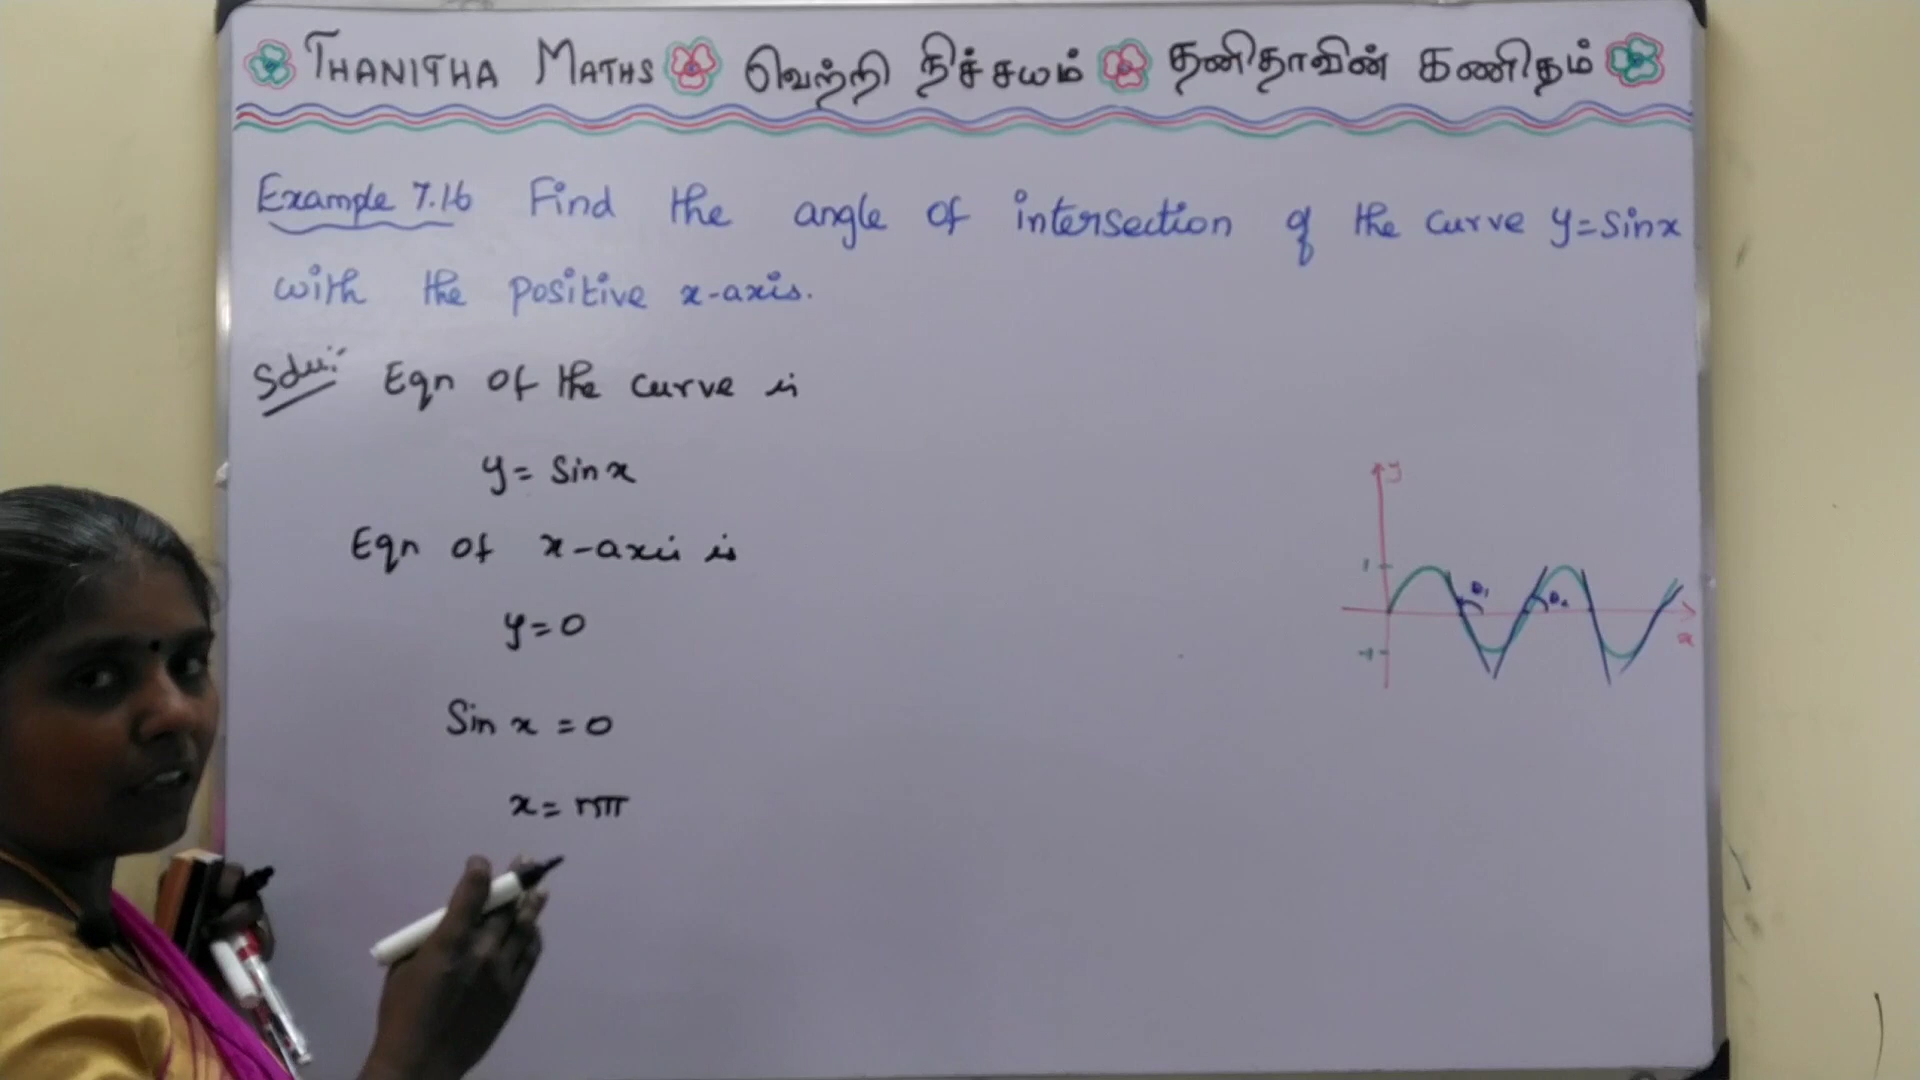 THANITHA MATHS வெற்றி நிச்சயம் தனிதாவின் கணிதம்
Example 7.16 Find the angle of intersection of the curve y=sinx
with the positive x-axis.
Solu:- Eqn of the curve is
y= Sin x
Eqn of x-axis is
y=0
Sin x = 0
x= nπ
y
1
θ₁
θ₂
-1
x